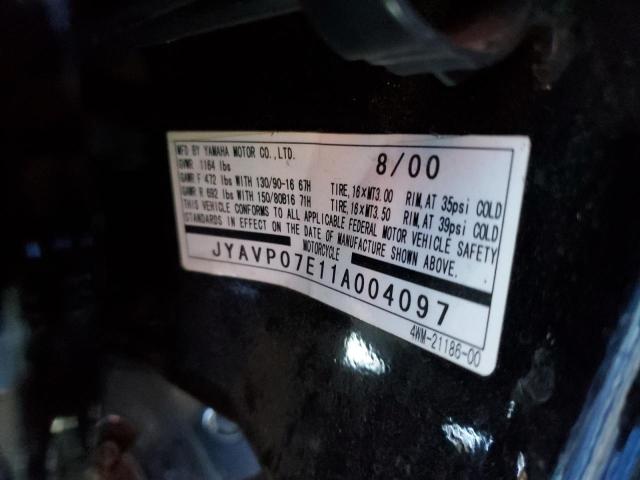 MFD BY YAMAHA MOTOR CO.,LTD. 8/00
GVWR 1164 lbs
GAWR F 472 lbs WITH 130/90-16 67H TIRE,16×MT3.00 RIM,AT 35psi COLD
GAWR R 692 lbs WITH 150/80B16 71H TIRE,16×MT3.50 RIM,AT 39psi COLD
THIS VEHICLE CONFORMS TO ALL APPLICABLE FEDERAL MOTOR VEHICLE SAFETY
STANDARDS IN EFFECT ON THE DATE OF MANUFACTURE SHOWN ABOVE.
MOTORCYCLE
JYAVP07E11A004097
4WM-21186-00